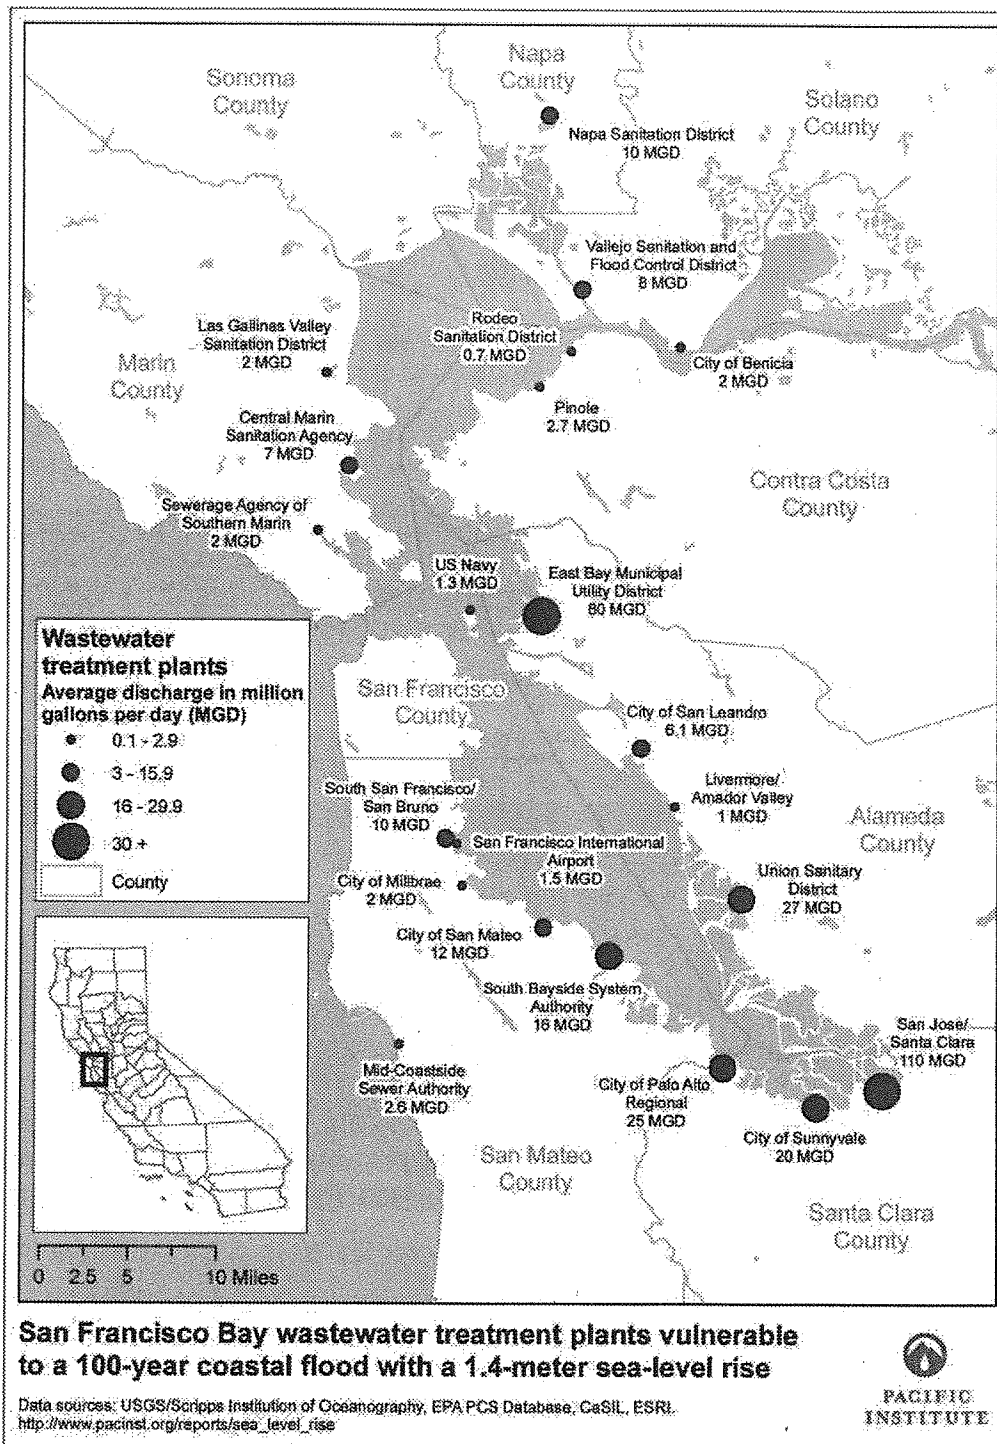 Sonoma
County
Napa
County
Solano
County
Napa Sanitation District
10 MGD
Vallejo Sanitation and
Flood Control District
8 MGD
Las Gallinas Valley
Sanitation District
2 MGD
Rodeo
Sanitation District
0.7 MGD
City of Benicia
2 MGD
Marin
County
Pinole
2.7 MGD
Central Marin
Sanitation Agency
7 MGD
Contra Costa
County
Sewerage Agency of
Southern Marin
2 MGD
US Navy
1.3 MGD
East Bay Municipal
Utility District
80 MGD
Wastewater
treatment plants
Average discharge in million
gallons per day (MGD)
0.1 - 2.9
3 - 15.9
16 - 29.9
30 +
County
San Francisco
County
City of San Leandro
6.1 MGD
Livermore/
Amador Valley
1 MGD
Alameda
County
South San Francisco/
San Bruno
10 MGD
San Francisco International
Airport
1.5 MGD
City of Millbrae
2 MGD
Union Sanitary
District
27 MGD
City of San Mateo
12 MGD
South Bayside System
Authority
16 MGD
San Jose/
Santa Clara
110 MGD
Mid-Coastside
Sewer Authority
2.6 MGD
City of Palo Alto
Regional
25 MGD
City of Sunnyvale
20 MGD
San Mateo
County
Santa Clara
County
0 2.5 5 10 Miles
San Francisco Bay wastewater treatment plants vulnerable
to a 100-year coastal flood with a 1.4-meter sea-level rise
Data sources: USGS/Scripps Institution of Oceanography, EPA PCS Database, CaSIL, ESRI.
http://www.pacinst.org/reports/sea_level_rise
PACIFIC
INSTITUTE